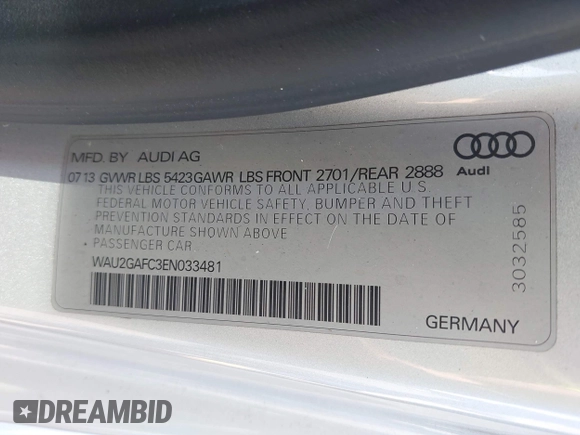 MFD. BY AUDI AG
07 13 GVWR LBS 5423 GAWR LBS FRONT 2701/REAR 2888
THIS VEHICLE CONFORMS TO ALL APPLICABLE U.S.
FEDERAL MOTOR VEHICLE SAFETY, BUMPER AND THEFT
PREVENTION STANDARDS IN EFFECT ON THE DATE OF
MANUFACTURE SHOWN ABOVE
PASSENGER CAR
WAU2GAFC3EN033481
Audi
3032585
GERMANY
DREAMBID